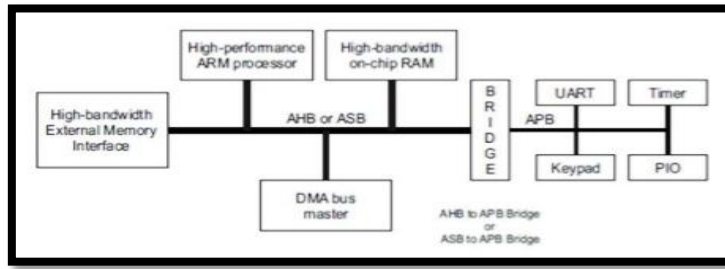 High-performance
ARM processor
High-bandwidth
on-chip RAM
High-bandwidth
External Memory
Interface
AHB or ASB
DMA bus
master
B
R
I
D
G
E
APB
UART
Timer
Keypad
PIO
AHB to APB Bridge
or
ASB to APB Bridge